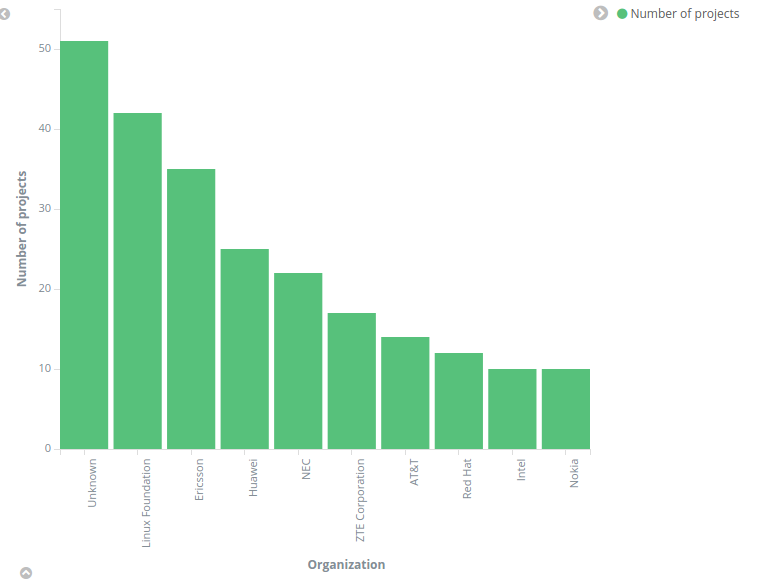 Number of projects
50
40
30
20
10
0
Number of projects
Unknown
Linux Foundation
Ericsson
Huawei
NEC
ZTE Corporation
AT&T
Red Hat
Intel
Nokia
Organization